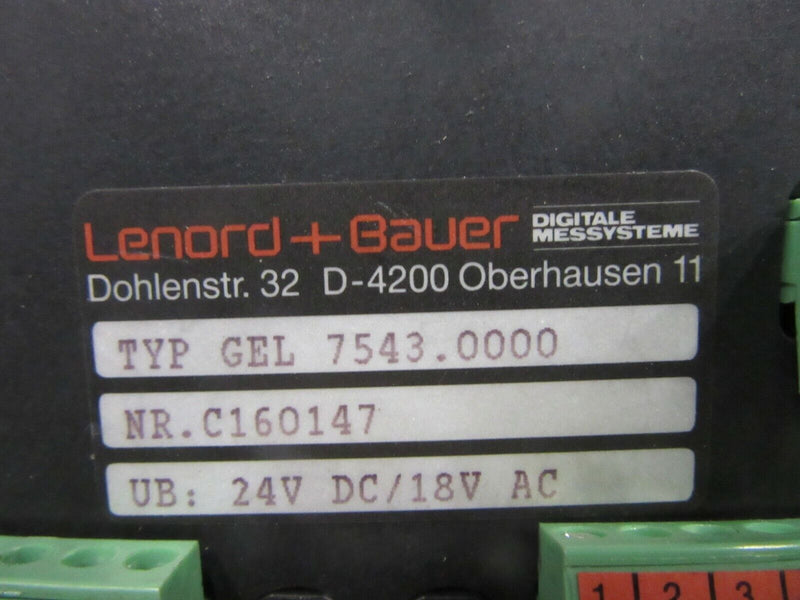 Lenord + Bauer DIGITALE MESSYSTEME
Dohlenstr. 32 D-4200 Oberhausen 11
TYP GEL 7543.0000
NR.C160147
UB: 24V DC/18V AC
1 2 3